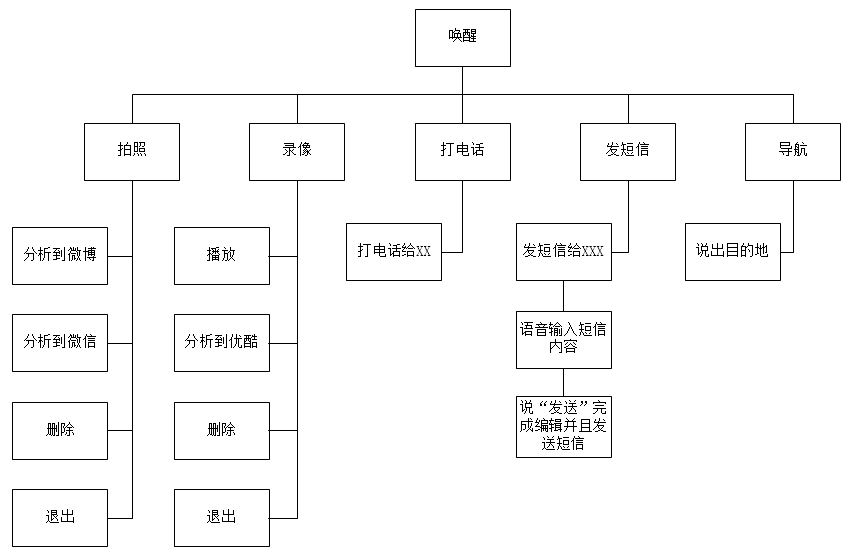 唤醒
拍照
录像
打电话
发短信
导航
分析到微博
播放
打电话给XX
发短信给XXX
说出目的地
分析到微信
分析到优酷
语音输入短信
内容
删除
删除
说“发送”完
成编辑并且发
送短信
退出
退出